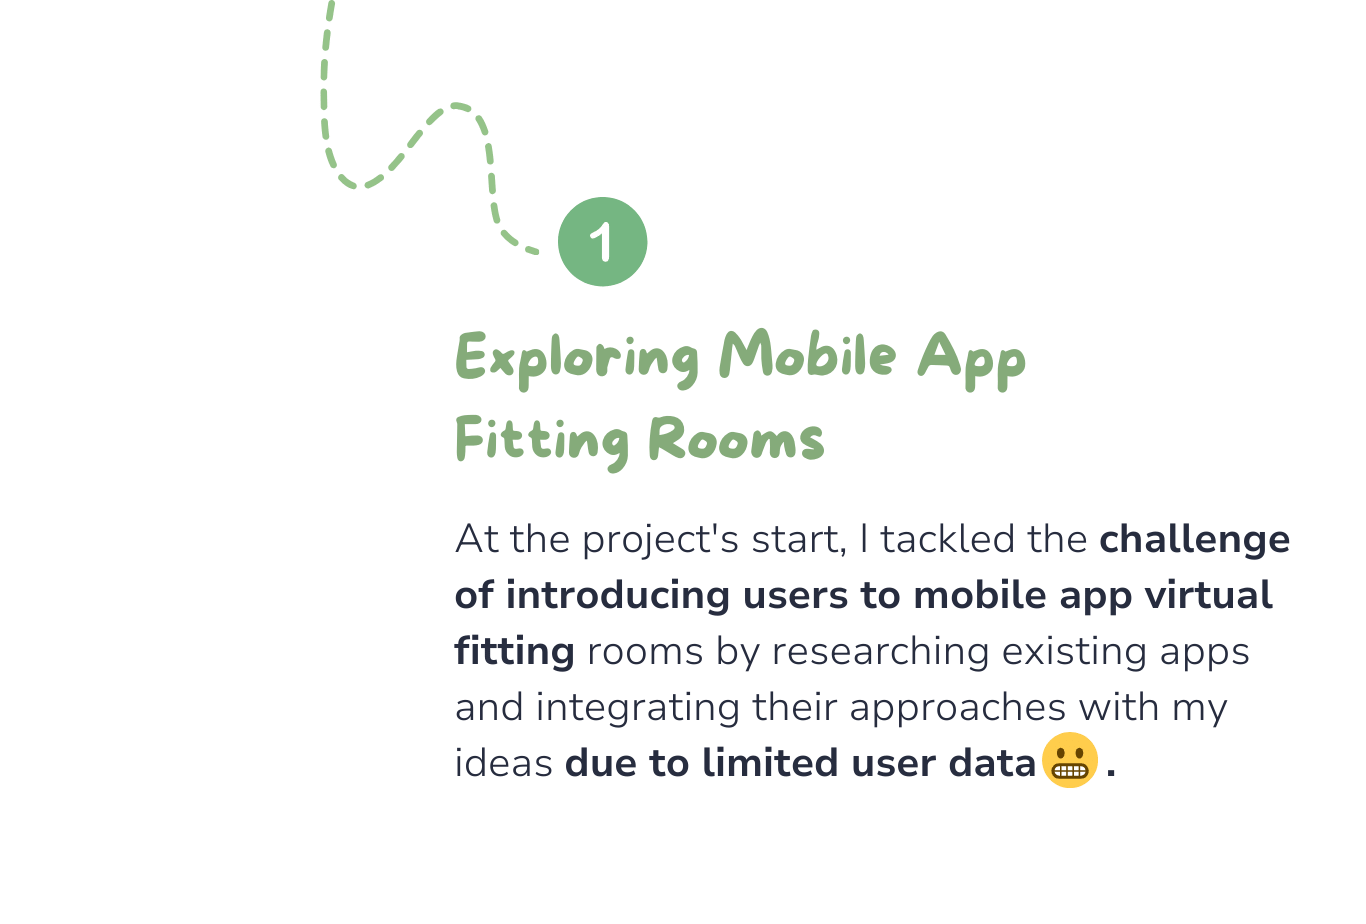 1
Exploring Mobile App
Fitting Rooms
At the project's start, I tackled the challenge
of introducing users to mobile app virtual
fitting rooms by researching existing apps
and integrating their approaches with my
ideas due to limited user data😬.